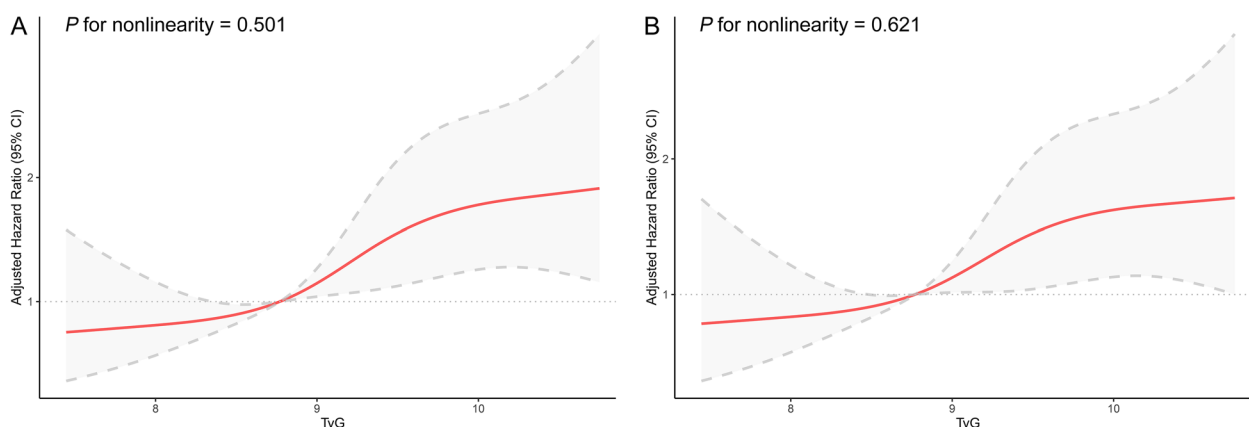 A
P for nonlinearity = 0.501
Adjusted Hazard Ratio (95% CI)
2
1
8
9
10
TyG
B
P for nonlinearity = 0.621
Adjusted Hazard Ratio (95% CI)
2
1
8
9
10
TyG